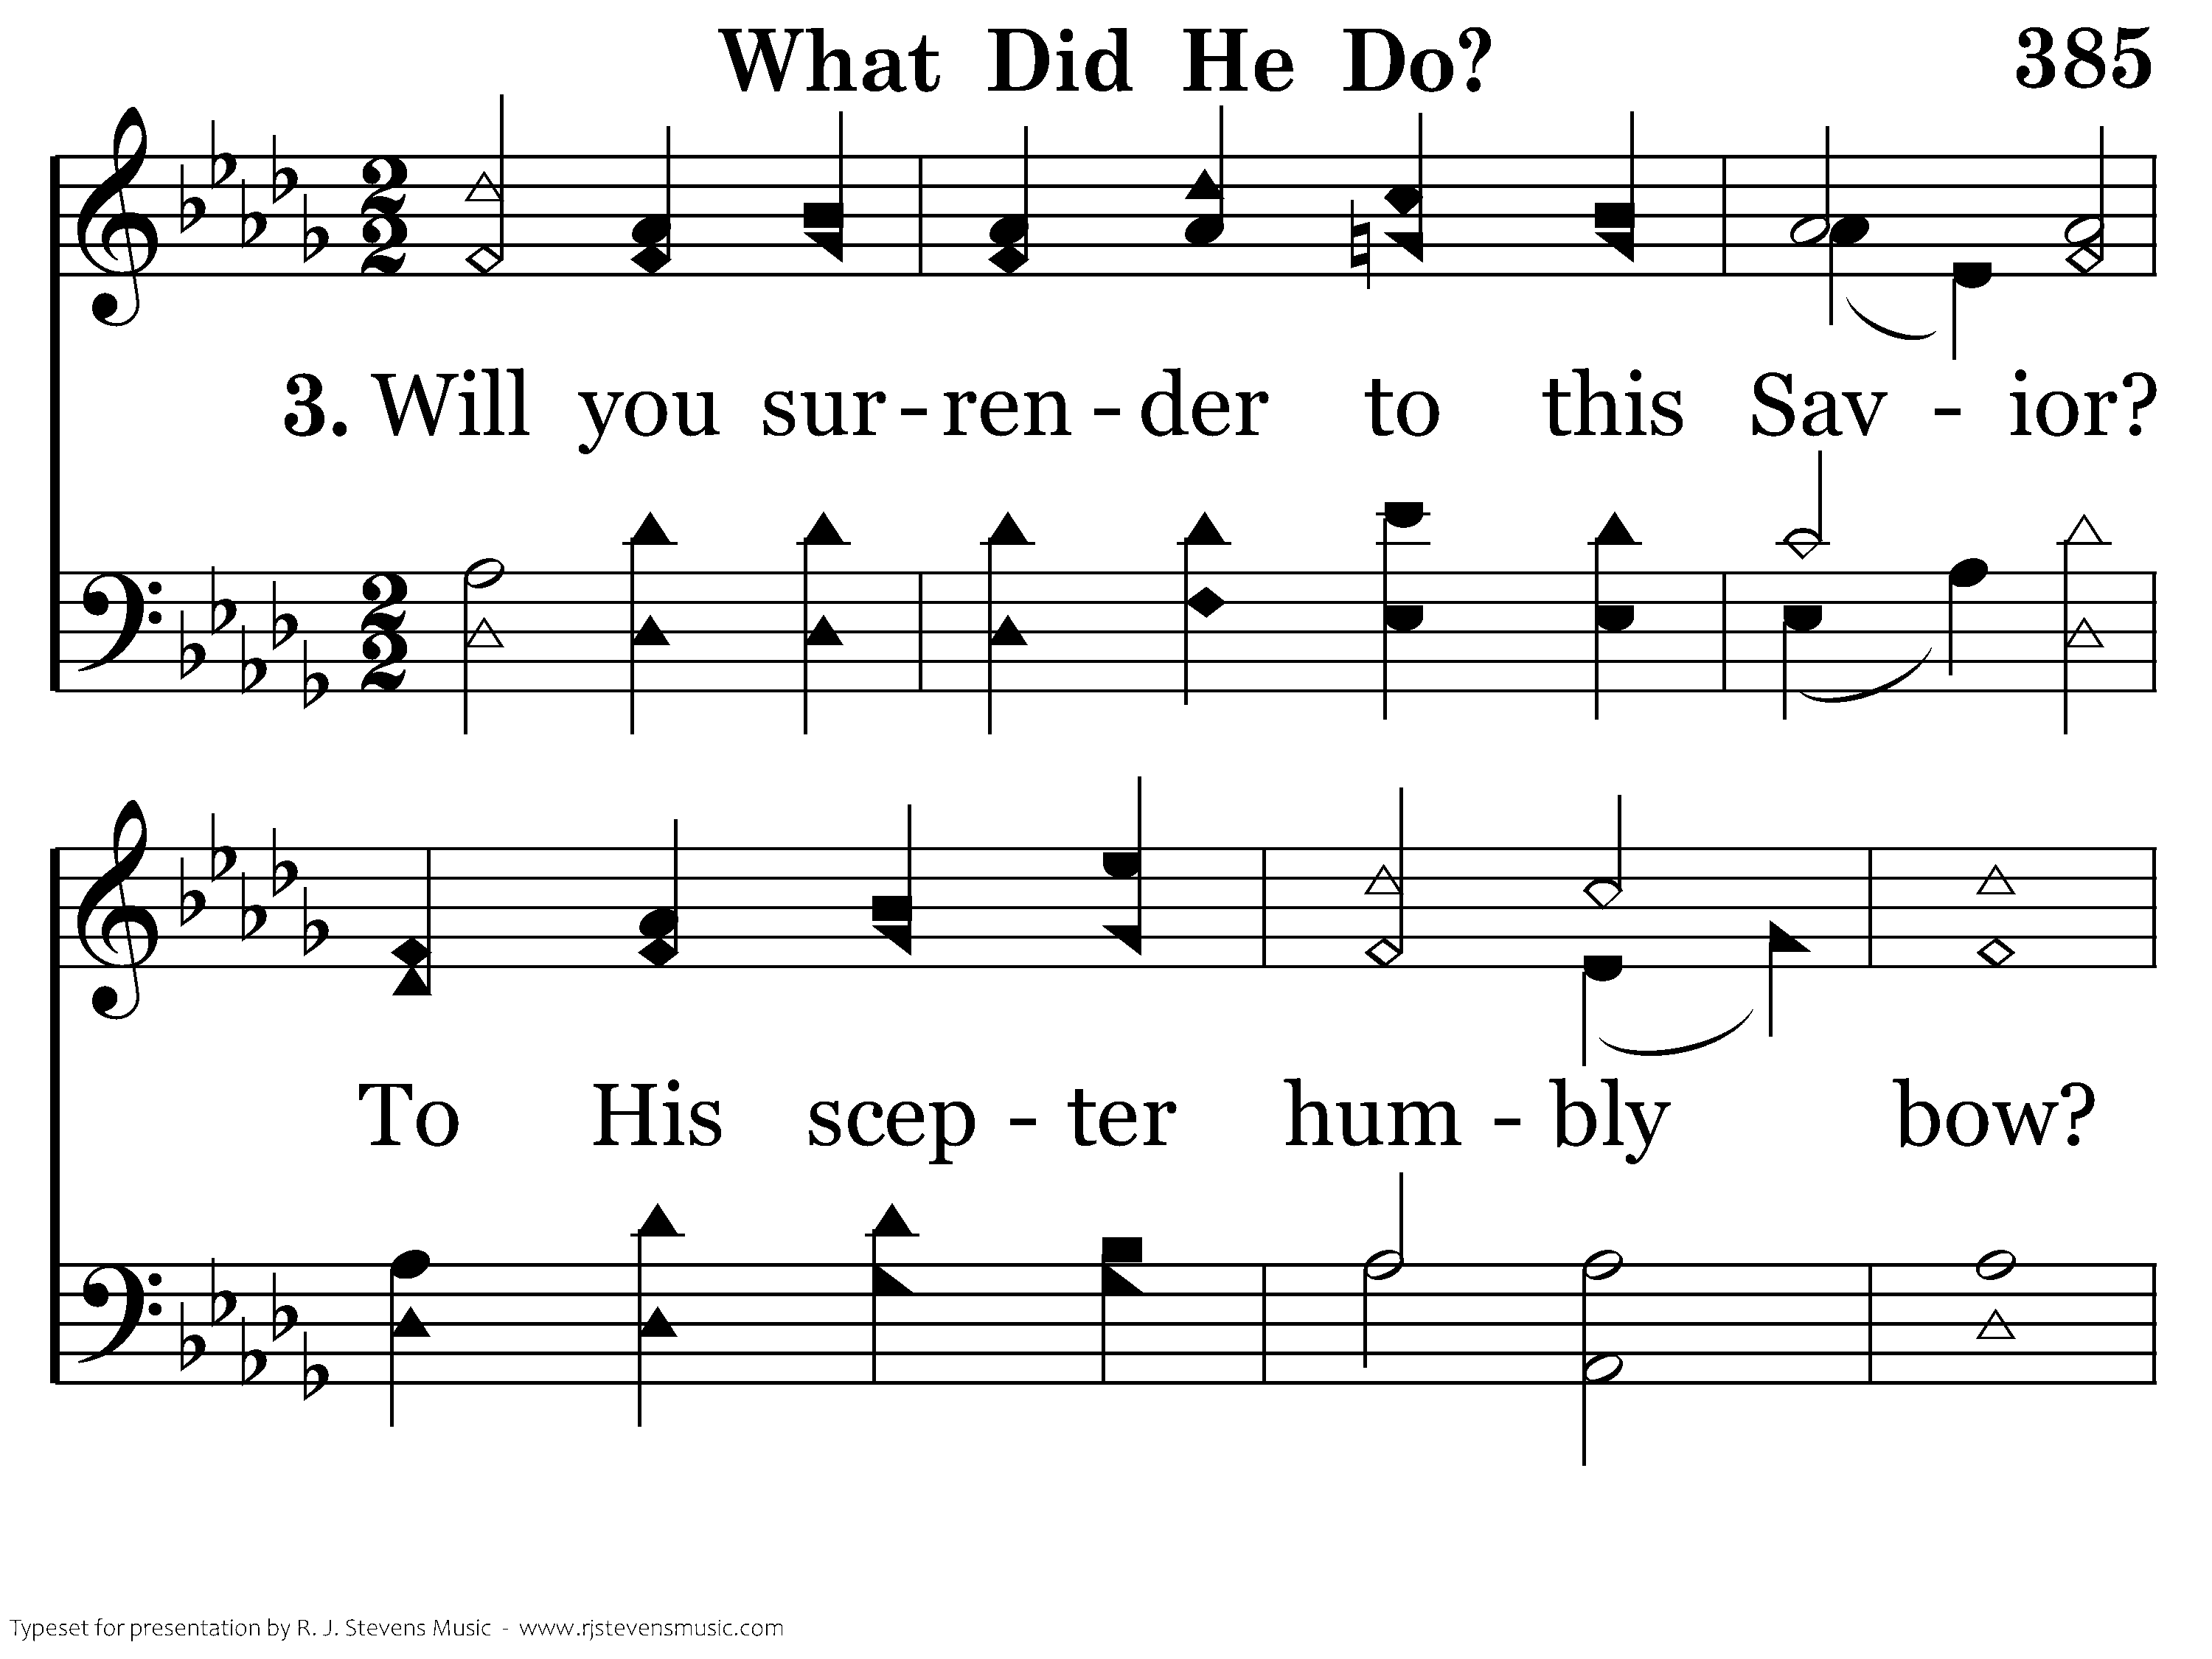 What Did He Do? 385
3. Will you sur - ren - der to this Sav - ior?
To His scep - ter hum - bly bow?
Typeset for presentation by R. J. Stevens Music - www.rjstevensmusic.com